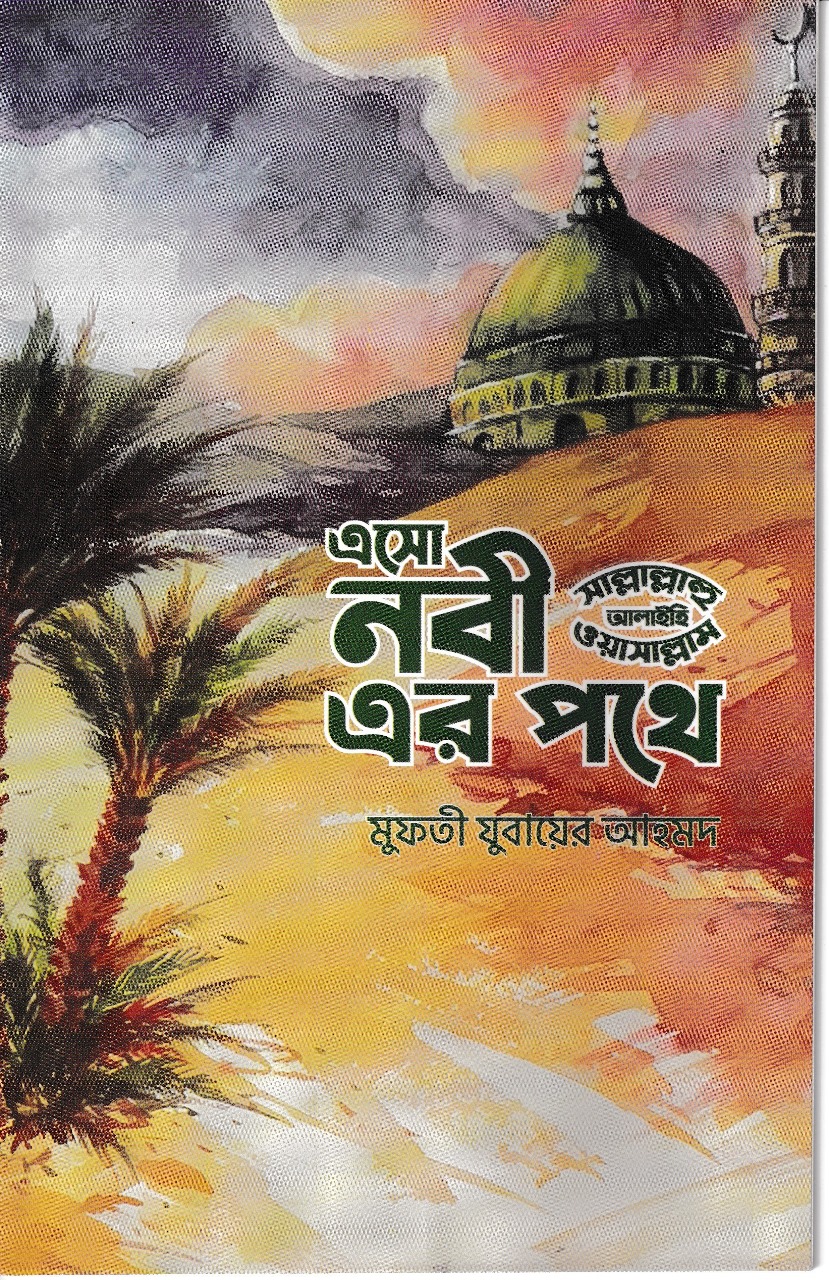 এসো
নবী
সাল্লাল্লাহু
আলাইহি
ওয়াসাল্লাম
এর পথে
মুফতী যুবায়ের আহমদ